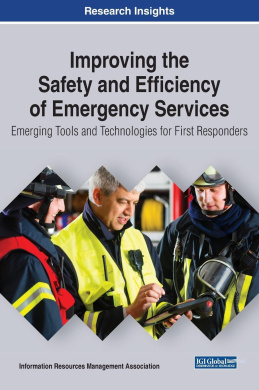 Research Insights
Improving the
Safety and Efficiency
of Emergency Services
Emerging Tools and Technologies for First Responders
Information Resources Management Association
IGI Global